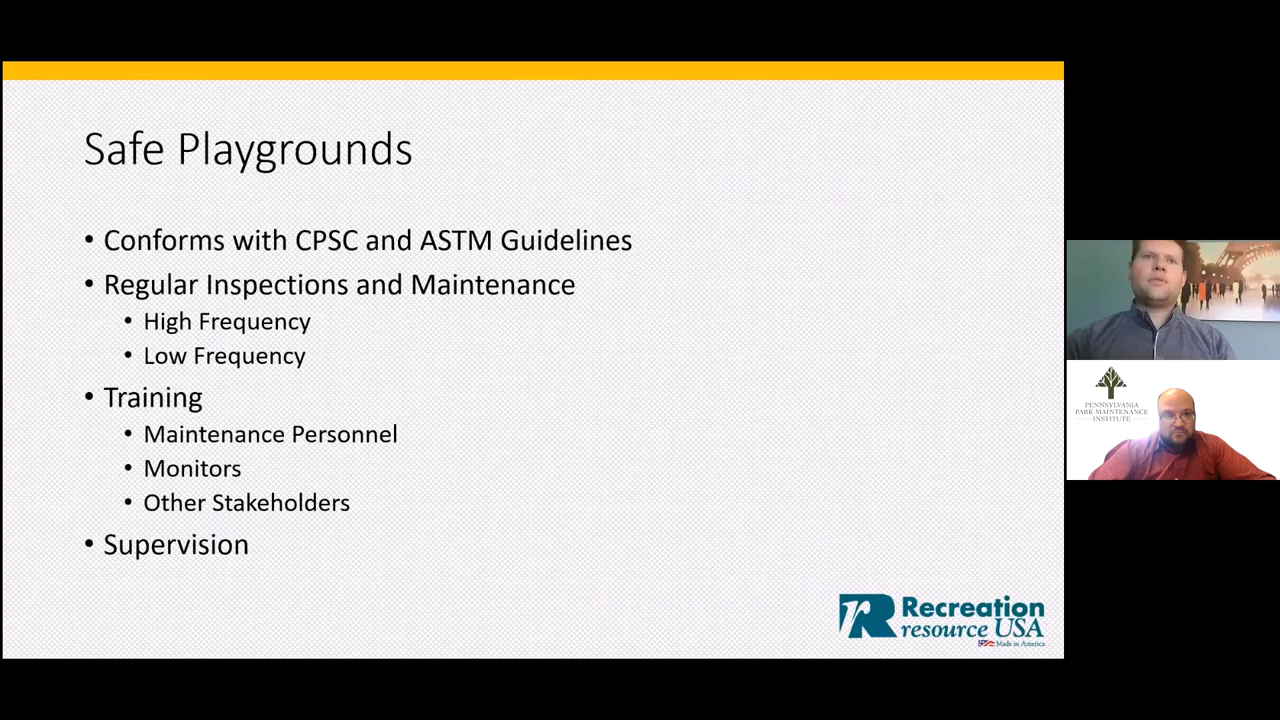 Safe Playgrounds
• Conforms with CPSC and ASTM Guidelines
• Regular Inspections and Maintenance
• High Frequency
• Low Frequency
• Training
• Maintenance Personnel
• Monitors
• Other Stakeholders
• Supervision
rR Recreation
resource USA
Made in America
PENNSYLVANIA
PARK MAINTENANCE
INSTITUTE